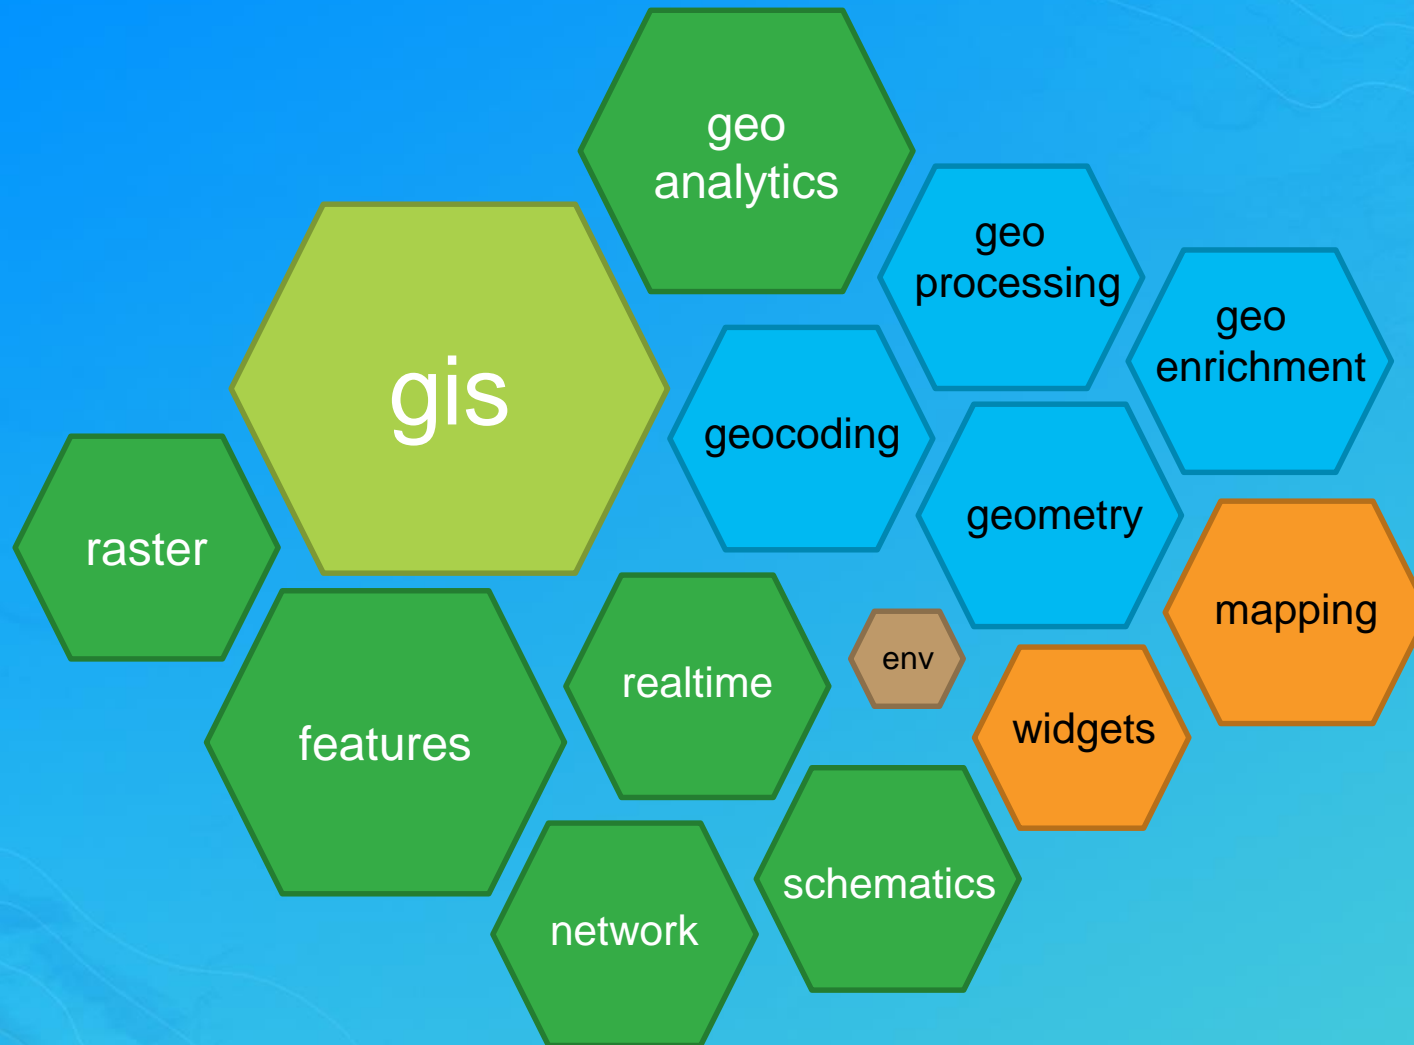 geo
analytics
geo
processing
geo
enrichment
gis
geocoding
geometry
raster
mapping
env
realtime
widgets
features
schematics
network